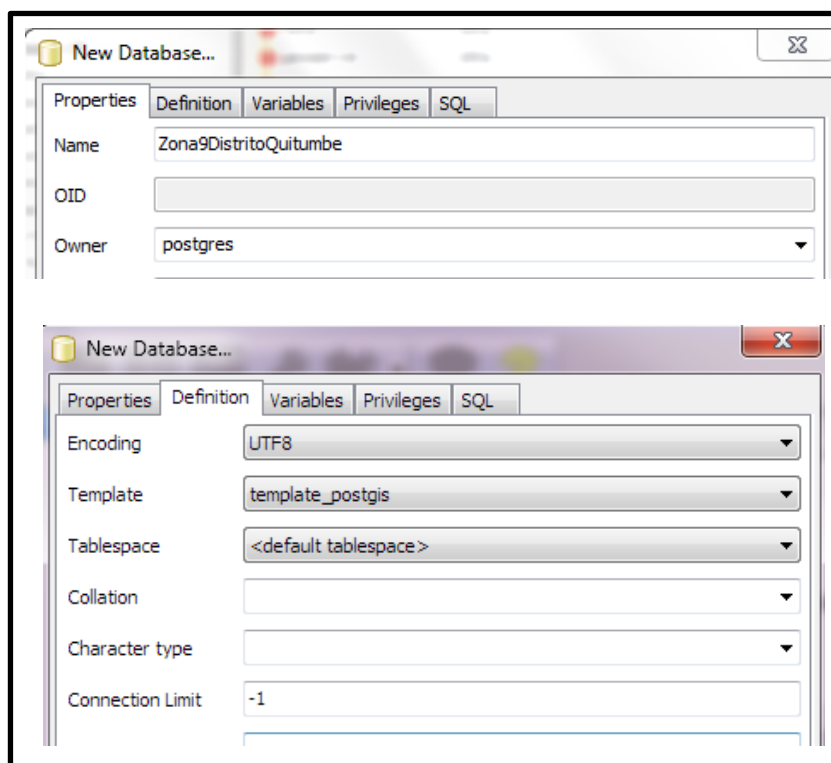 New Database...
Properties Definition Variables Privileges SQL
Name Zona9DistritoQuitumbe
OID
Owner postgres
New Database...
Properties Definition Variables Privileges SQL
Encoding UTF8
Template template_postgis
Tablespace <default tablespace>
Collation
Character type
Connection Limit -1